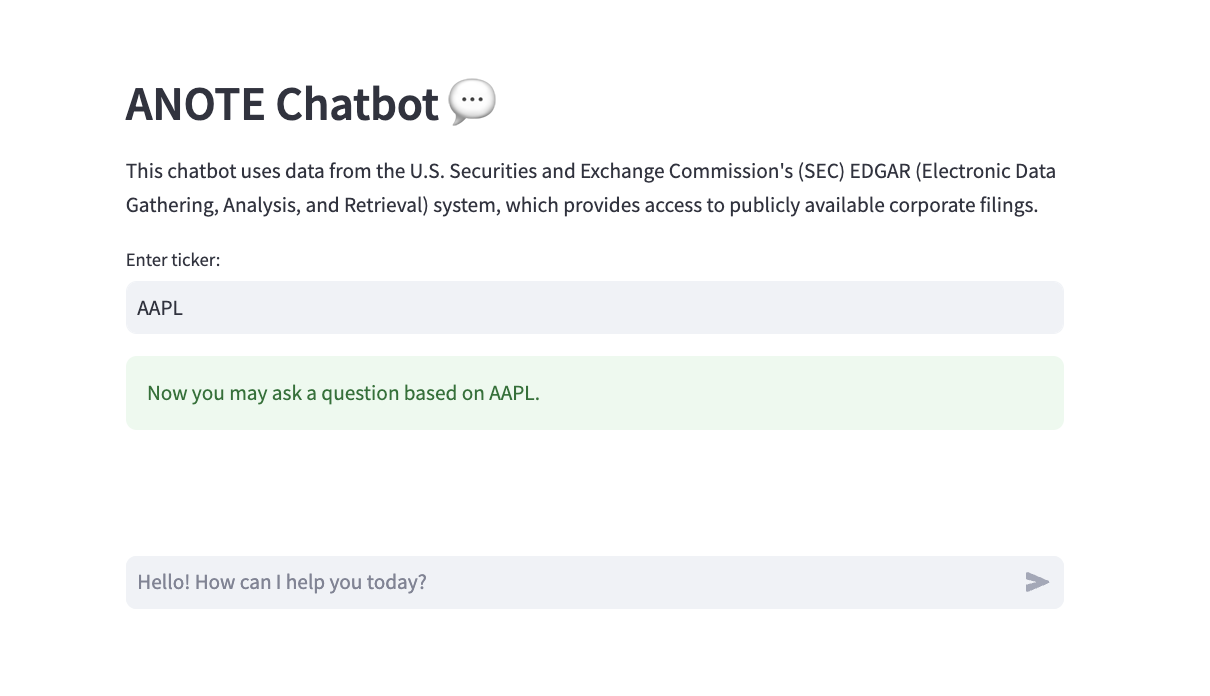 ANOTE Chatbot 💬
This chatbot uses data from the U.S. Securities and Exchange Commission's (SEC) EDGAR (Electronic Data
Gathering, Analysis, and Retrieval) system, which provides access to publicly available corporate filings.
Enter ticker:
AAPL
Now you may ask a question based on AAPL.
Hello! How can I help you today?